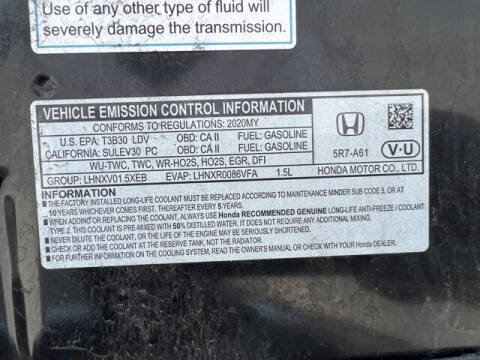 Use of any other type of fluid will
severely damage the transmission.
VEHICLE EMISSION CONTROL INFORMATION
CONFORMS TO REGULATIONS: 2020MY
U.S. EPA: T3B30 LDV OBD: CA II FUEL: GASOLINE
CALIFORNIA: SULEV30 PC OBD: CA II FUEL: GASOLINE
WU-TWC, TWC, WR-HO2S, HO2S, EGR, DFI
GROUP: LHNXV01.5XEB EVAP: LHNXR0086VFA 1.5L
5R7-A61 V-U
HONDA MOTOR CO., LTD.
INFORMATION
■ THE FACTORY INSTALLED LONG-LIFE COOLANT MUST BE REPLACED ACCORDING TO MAINTENANCE MINDER SUB CODE 5, OR AT
10 YEARS WHICHEVER COMES FIRST. THEREAFTER EVERY 5 YEARS.
■ WHEN ADDING OR REPLACING THE COOLANT, ALWAYS USE Honda RECOMMENDED GENUINE LONG-LIFE ANTI-FREEZE / COOLANT
TYPE 2. THIS COOLANT IS PRE-MIXED WITH 50% DISTILLED WATER. IT DOES NOT REQUIRE ANY ADDITIONAL MIXING.
OR THE LIFE OF THE ENGINE MAY BE SERIOUSLY SHORTENED.
■ CHECK OR ADD THE COOLANT AT THE RESERVE TANK, NOT THE RADIATOR.
■ FOR FURTHER INFORMATION ON THE COOLING SYSTEM, READ THE OWNER'S MANUAL OR CHECK WITH YOUR Honda DEALER.